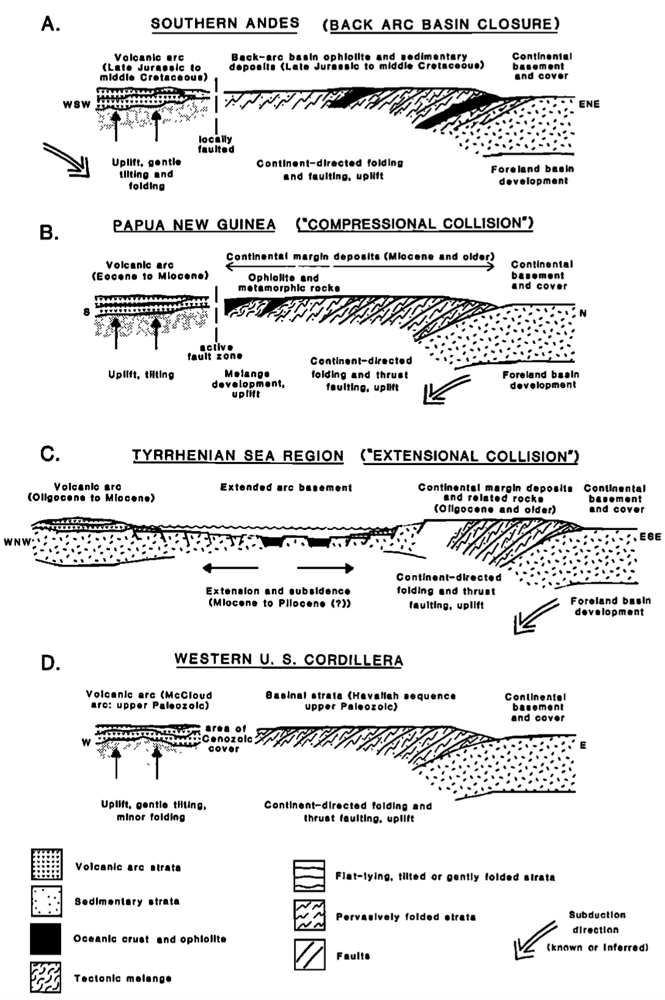 A.
SOUTHERN ANDES (BACK ARC BASIN CLOSURE)
Volcanic arc
(Late Jurassic to
middle Cretaceous)
Back-arc basin ophiolite and sedimentary
deposits (Late Jurassic to middle Cretaceous)
Continental
basement
and cover
WSW
ENE
locally
faulted
Uplift, gentle
tilting and
folding
Continent-directed folding
and faulting, uplift
Foreland basin
development
B.
PAPUA NEW GUINEA ("COMPRESSIONAL COLLISION")
Volcanic arc
(Eocene to Miocene)
Continental margin deposits (Miocene and older)
Ophiolite and
metamorphic rocks
Continental
basement
and cover
S
N
active
fault zone
Uplift, tilting
Melange
development,
uplift
Continent-directed
folding and thrust
faulting, uplift
Foreland basin
development
C.
TYRRHENIAN SEA REGION ("EXTENSIONAL COLLISION")
Volcanic arc
(Oligocene to Miocene)
Extended arc basement
Continental margin deposits
and related rocks
(Oligocene and older)
Continental
basement
and cover
WNW
ESE
Extension and subsidence
(Miocene to Pliocene (?))
Continent-directed
folding and thrust
faulting, uplift
Foreland basin
development
D.
WESTERN U. S. CORDILLERA
Volcanic arc (McCloud
arc: upper Paleozoic)
Basinal strata (Havallah sequence
upper Paleozoic)
Continental
basement
and cover
W
area of
Cenozoic
cover
E
Uplift, gentle tilting,
minor folding
Continent-directed folding and
thrust faulting, uplift
Volcanic arc strata
Sedimentary strata
Oceanic crust and ophiolite
Tectonic melange
Flat-lying, tilted or gently folded strata
Pervasively folded strata
Faults
Subduction
direction
(known or inferred)